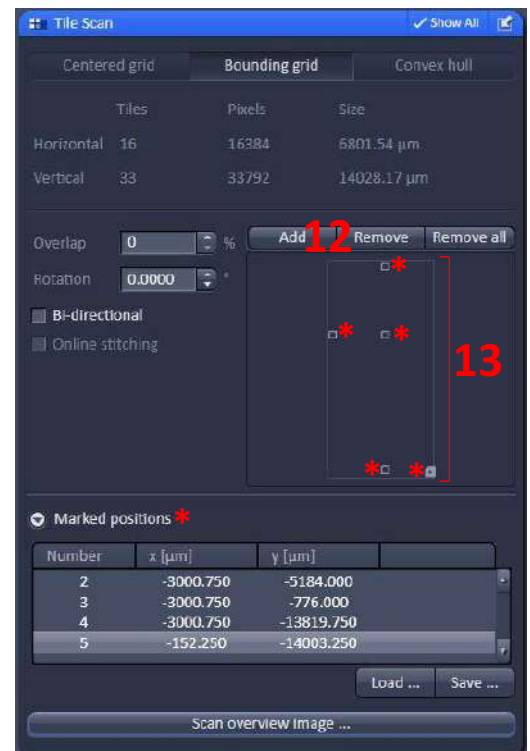 Tile Scan Show All
Centered grid Bounding grid Convex hull
Tiles Pixels Size
Horizontal 16 16384 6801.54 µm
Vertical 33 33792 14028.17 µm
Overlap 0 % Add 12 Remove Remove all
Rotation 0.0000 °
*
Bi-directional
* *
Online stitching
13
* *
Marked positions *
Number x [µm] y [µm]
2 -3000.750 -5184.000
3 -3000.750 -776.000
4 -3000.750 -13819.750
5 -152.250 -14003.250
Load ... Save ...
Scan overview image ...